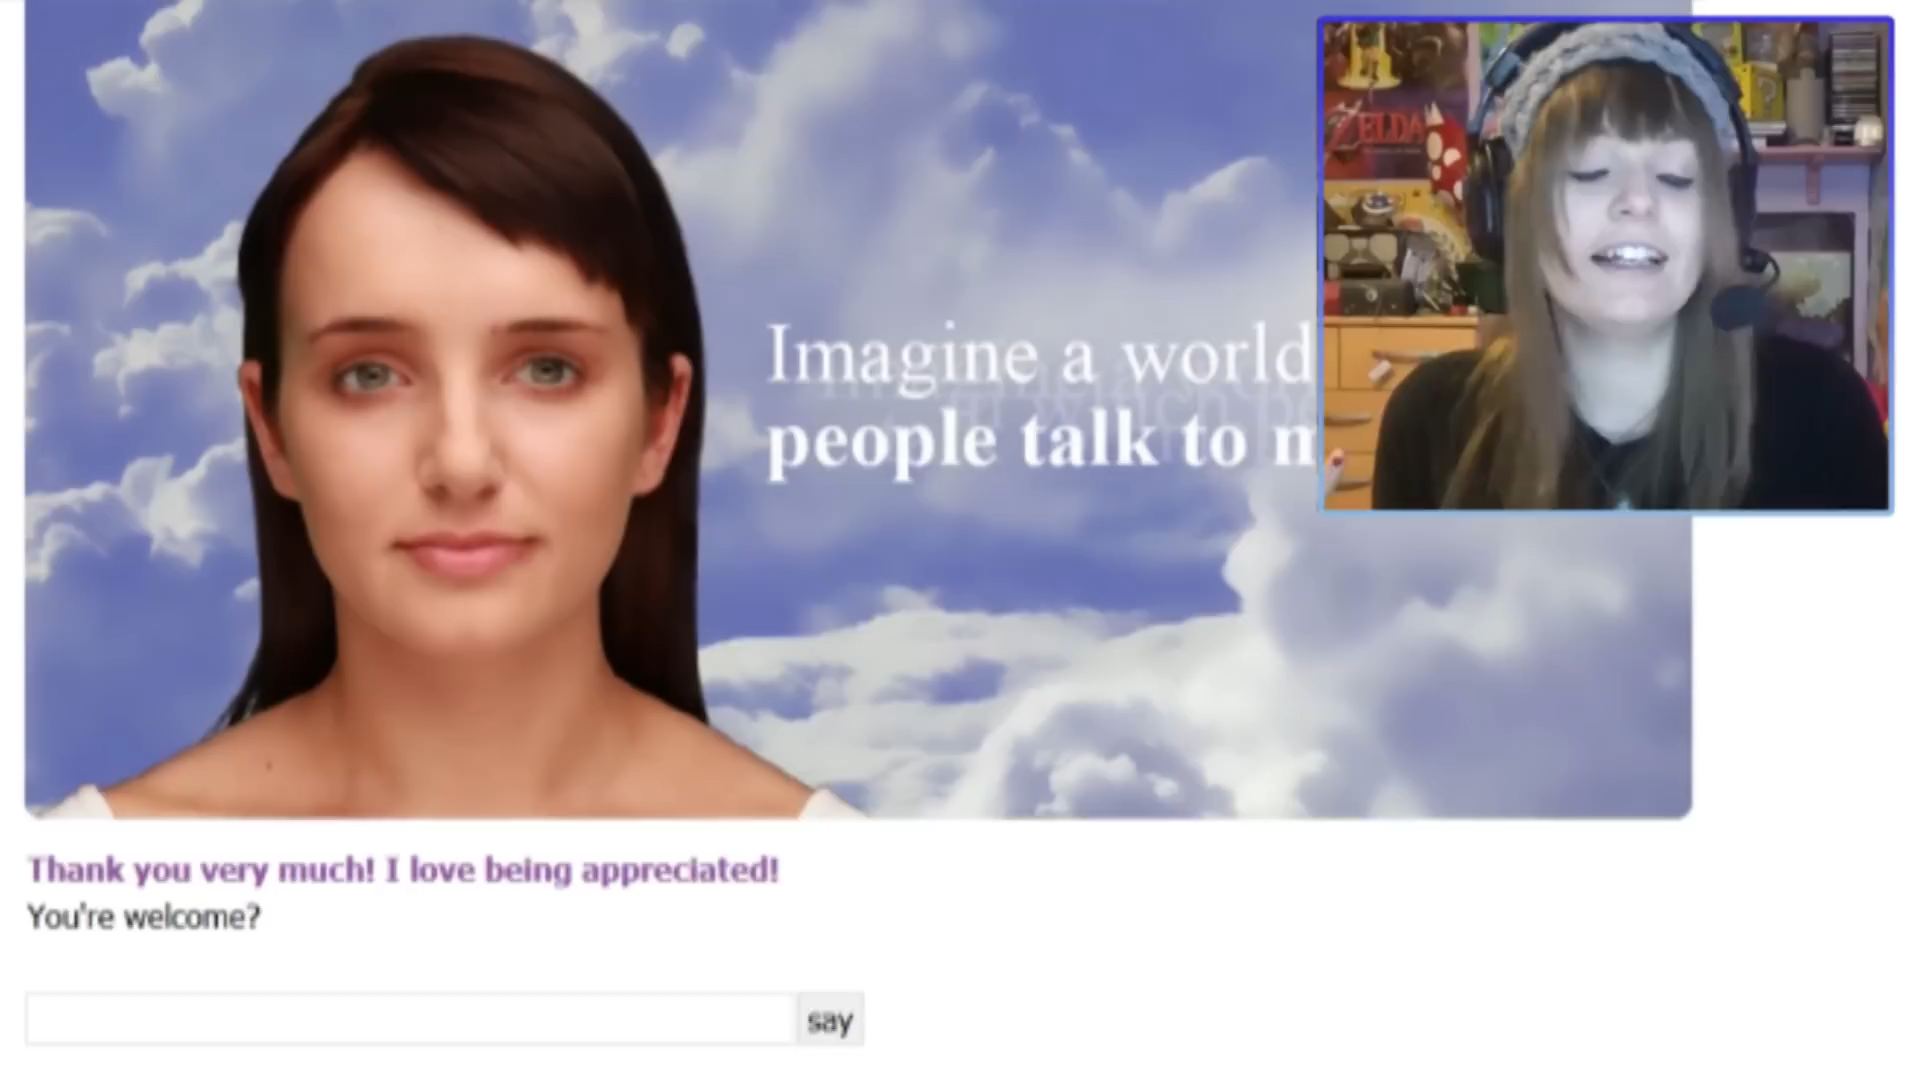 Imagine a world
people talk to m
ZELDA
Thank you very much! I love being appreciated!
You're welcome?
say